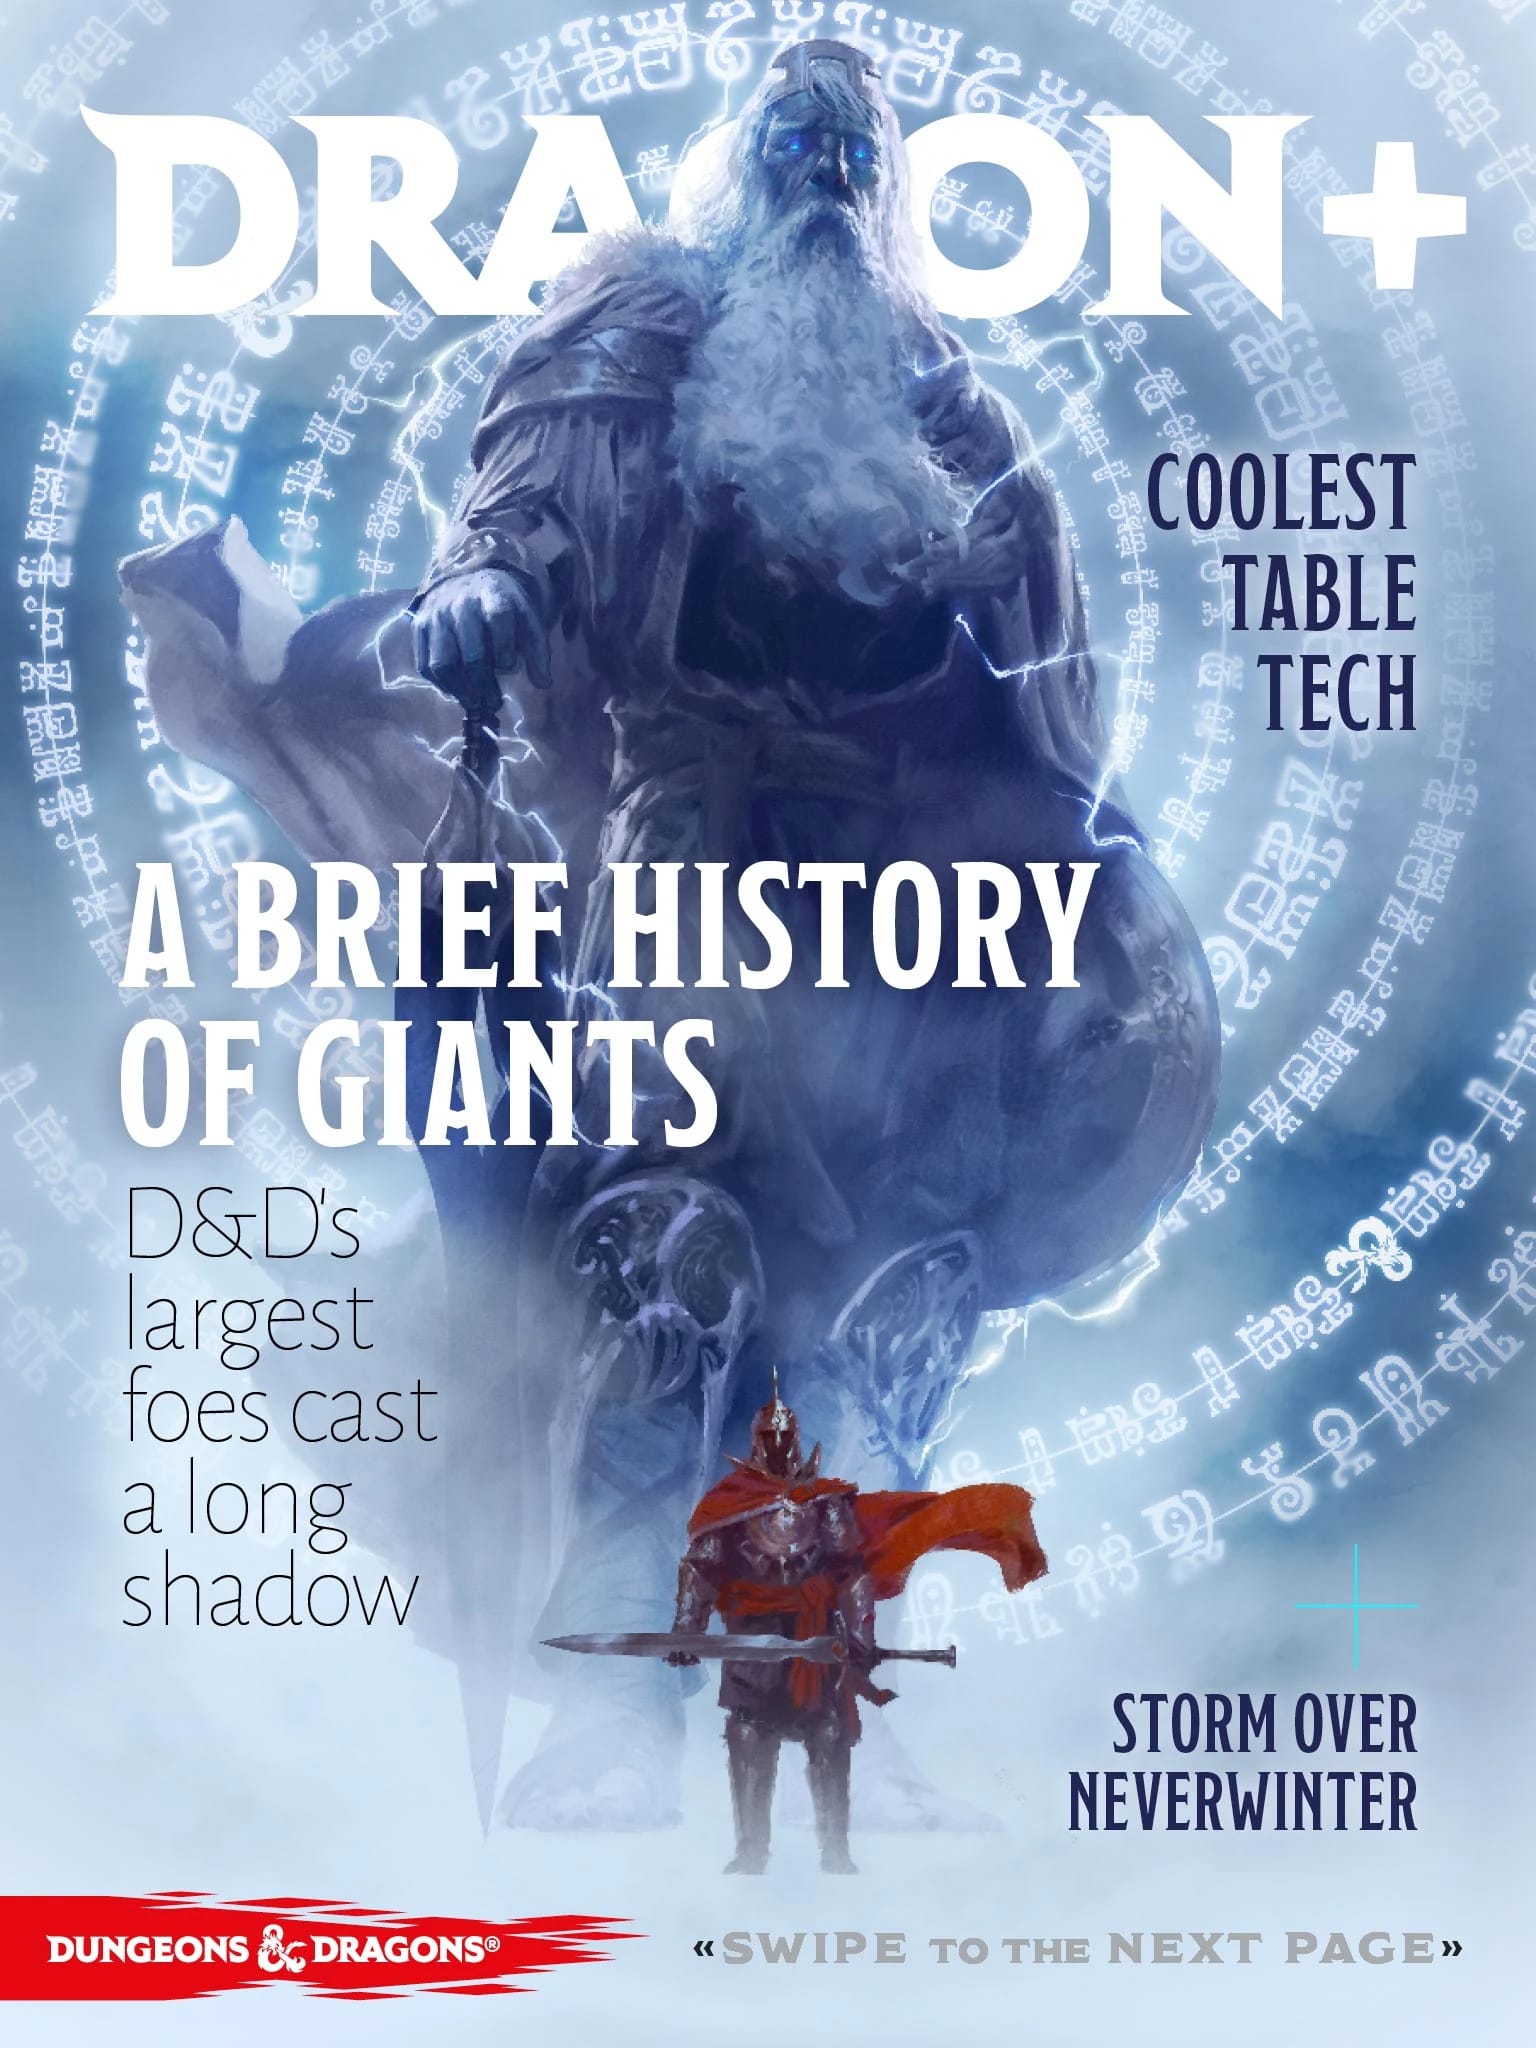 DRAGON+
COOLEST
TABLE
TECH
A BRIEF HISTORY
OF GIANTS
D&D's
largest
foes cast
a long
shadow
STORM OVER
NEVERWINTER
DUNGEONS & DRAGONS®
«SWIPE TO THE NEXT PAGE»